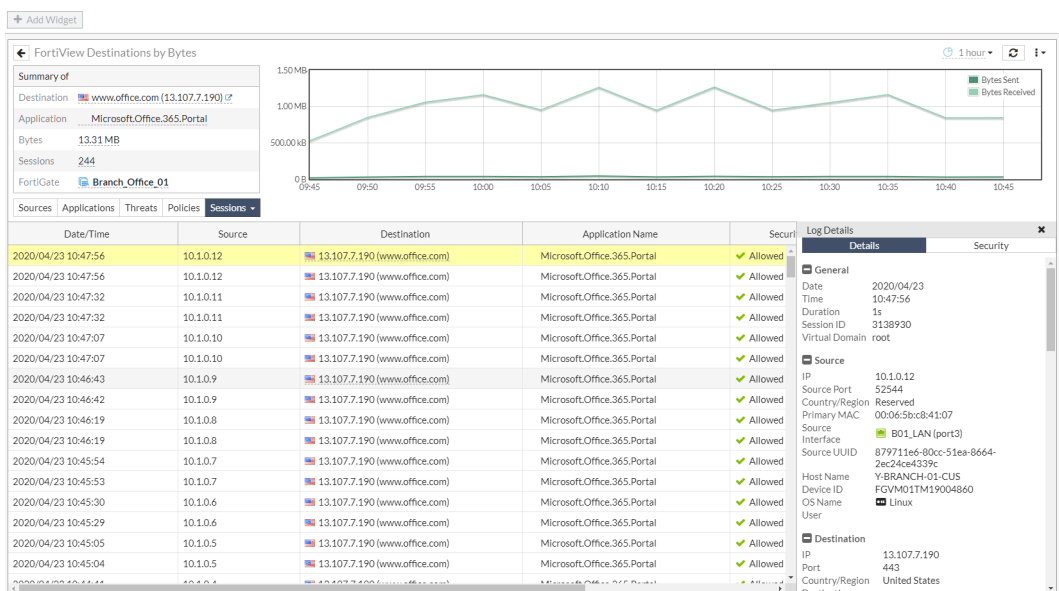 + Add Widget
FortiView Destinations by Bytes
1 hour
Summary of
Destination www.office.com (13.107.7.190)
Application Microsoft.Office.365.Portal
Bytes 13.31 MB
Sessions 244
FortiGate Branch_Office_01
1.50 MB
1.00 MB
500.00 kB
0 B
09:45 09:50 09:55 10:00 10:05 10:10 10:15 10:20 10:25 10:30 10:35 10:40 10:45
Bytes Sent
Bytes Received
Sources Applications Threats Policies Sessions
Date/Time Source Destination Application Name Securi
2020/04/23 10:47:56 10.1.0.12 13.107.7.190 (www.office.com) Microsoft.Office.365.Portal Allowed
2020/04/23 10:47:56 10.1.0.12 13.107.7.190 (www.office.com) Microsoft.Office.365.Portal Allowed
2020/04/23 10:47:32 10.1.0.11 13.107.7.190 (www.office.com) Microsoft.Office.365.Portal Allowed
2020/04/23 10:47:32 10.1.0.11 13.107.7.190 (www.office.com) Microsoft.Office.365.Portal Allowed
2020/04/23 10:47:07 10.1.0.10 13.107.7.190 (www.office.com) Microsoft.Office.365.Portal Allowed
2020/04/23 10:47:07 10.1.0.10 13.107.7.190 (www.office.com) Microsoft.Office.365.Portal Allowed
2020/04/23 10:46:43 10.1.0.9 13.107.7.190 (www.office.com) Microsoft.Office.365.Portal Allowed
2020/04/23 10:46:42 10.1.0.9 13.107.7.190 (www.office.com) Microsoft.Office.365.Portal Allowed
2020/04/23 10:46:19 10.1.0.8 13.107.7.190 (www.office.com) Microsoft.Office.365.Portal Allowed
2020/04/23 10:46:19 10.1.0.8 13.107.7.190 (www.office.com) Microsoft.Office.365.Portal Allowed
2020/04/23 10:45:54 10.1.0.7 13.107.7.190 (www.office.com) Microsoft.Office.365.Portal Allowed
2020/04/23 10:45:53 10.1.0.7 13.107.7.190 (www.office.com) Microsoft.Office.365.Portal Allowed
2020/04/23 10:45:30 10.1.0.6 13.107.7.190 (www.office.com) Microsoft.Office.365.Portal Allowed
2020/04/23 10:45:29 10.1.0.6 13.107.7.190 (www.office.com) Microsoft.Office.365.Portal Allowed
2020/04/23 10:45:05 10.1.0.5 13.107.7.190 (www.office.com) Microsoft.Office.365.Portal Allowed
2020/04/23 10:45:04 10.1.0.5 13.107.7.190 (www.office.com) Microsoft.Office.365.Portal Allowed
Log Details
Details Security
General
Date 2020/04/23
Time 10:47:56
Duration 1s
Session ID 3138930
Virtual Domain root
Source
IP 10.1.0.12
Source Port 52544
Country/Region Reserved
Primary MAC 00:06:5b:c8:41:07
Source
Interface B01_LAN (port3)
Source UUID 879711e6-80cc-51ea-8664-
2ec24ce4339c
Host Name Y-BRANCH-01-CUS
Device ID FGVM01TM19004860
OS Name Linux
User
Destination
IP 13.107.7.190
Port 443
Country/Region United States